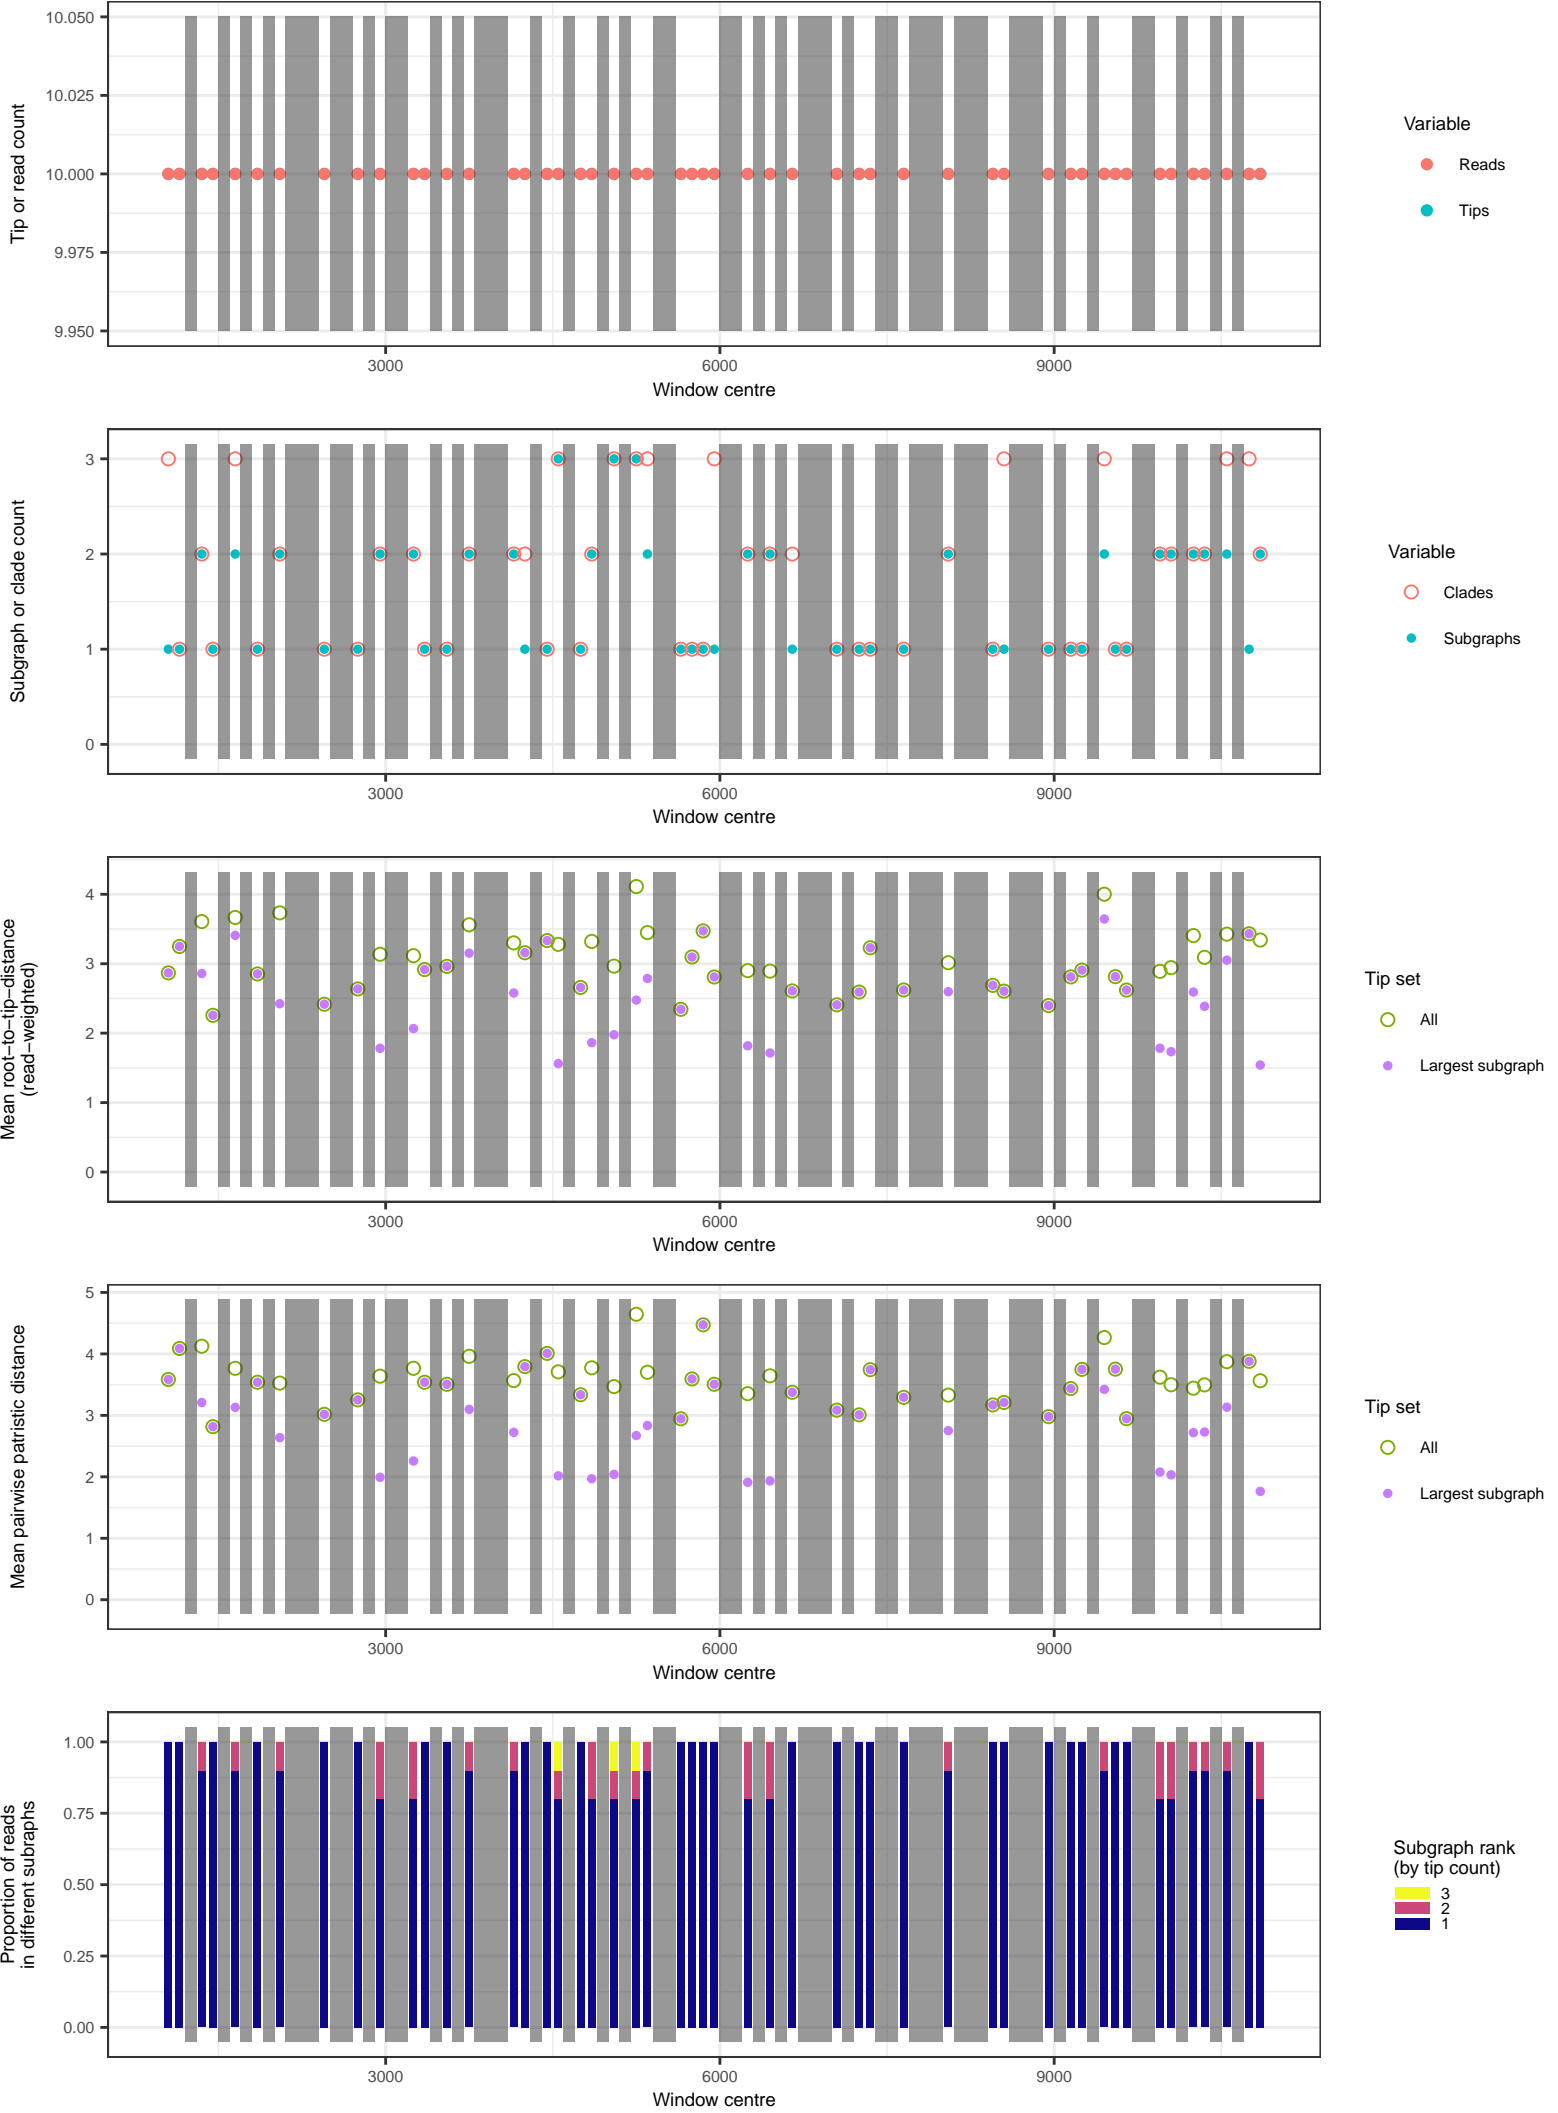 10.050
10.025
10.000
9.975
9.950
Tip or read count
3000
6000
9000
Window centre
Variable
Reads
Tips
3
2
1
0
Subgraph or clade count
3000
6000
9000
Window centre
Variable
Clades
Subgraphs
4
3
2
1
0
Mean root−to−tip−distance
(read−weighted)
3000
6000
9000
Window centre
Tip set
All
Largest subgraph
5
4
3
2
1
0
Mean pairwise patristic distance
3000
6000
9000
Window centre
Tip set
All
Largest subgraph
1.00
0.75
0.50
0.25
0.00
Proportion of reads
in different subraphs
3000
6000
9000
Window centre
Subgraph rank
(by tip count)
3
2
1